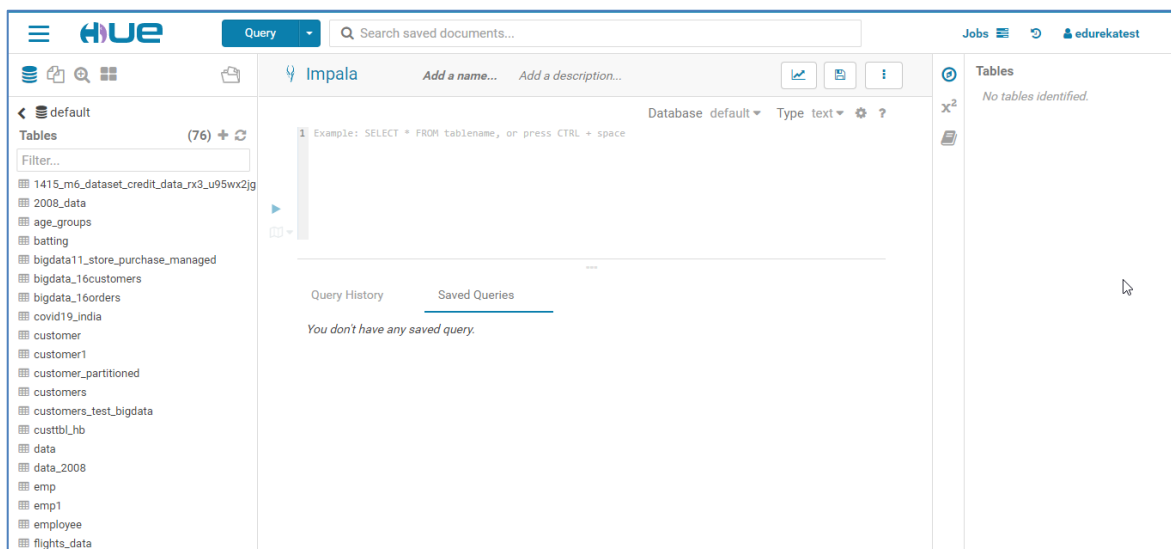 HUE
Query
Search saved documents...
Jobs
edurekatest
Impala
Add a name...
Add a description...
default
Tables
(76)
Filter...
1415_m6_dataset_credit_data_rx3_u95wx2jg
2008_data
age_groups
batting
bigdata11_store_purchase_managed
bigdata_16customers
bigdata_16orders
covid19_india
customer
customer1
customer_partitioned
customers
customers_test_bigdata
custtbl_hb
data
data_2008
emp
emp1
employee
flights_data
Database default Type text ?
1 Example: SELECT * FROM tablename, or press CTRL + space
Query History
Saved Queries
You don't have any saved query.
x²
Tables
No tables identified.